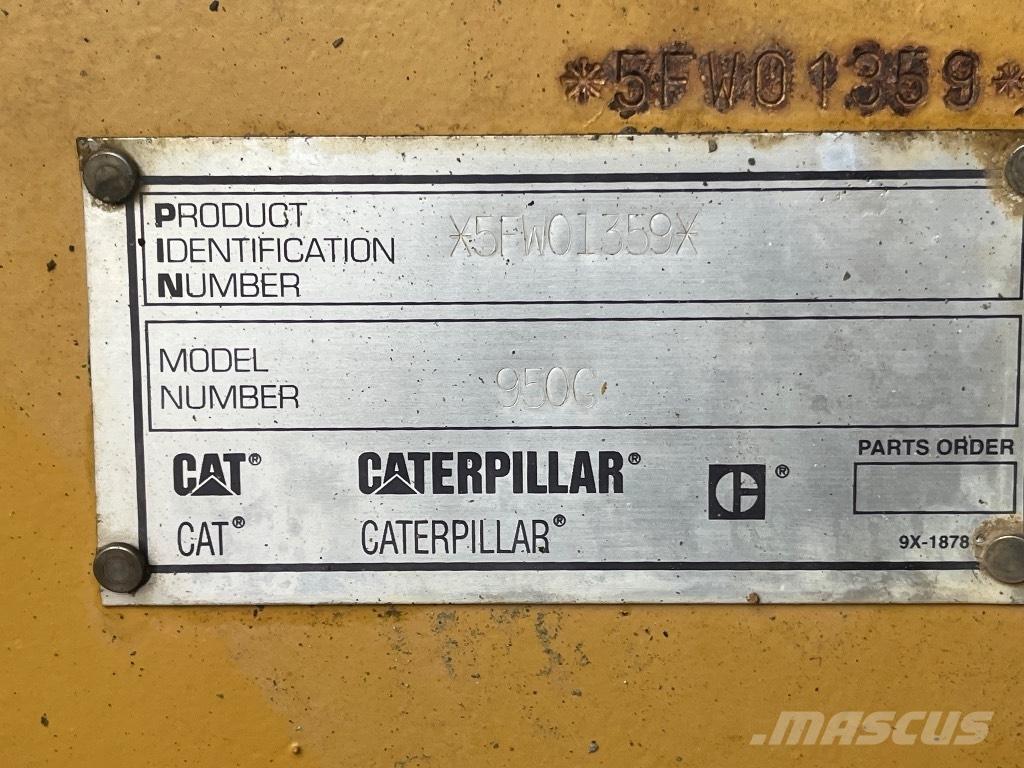 *5FW01359*
PRODUCT
IDENTIFICATION
NUMBER
*5FW01359*
MODEL
NUMBER
950G
CAT® CATERPILLAR® ®
CAT® CATERPILLAR®
PARTS ORDER
9X-1878
MASCUS